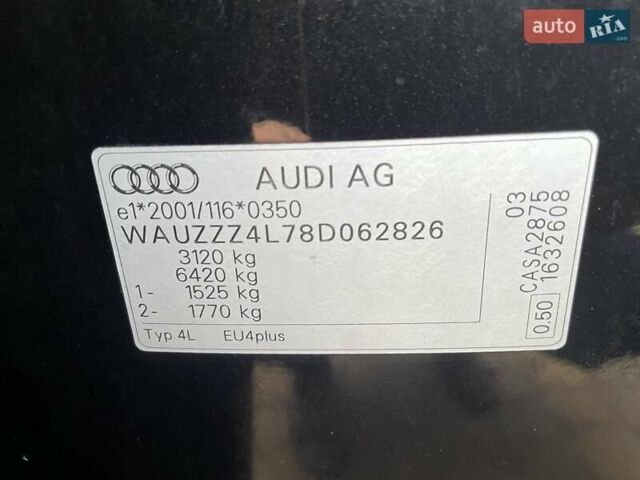 auto RIA .com
AUDI AG
e1*2001/116*0350
WAUZZZ4L78D062826
3120 kg
6420 kg
1- 1525 kg
2- 1770 kg
Typ 4L EU4plus
03
CASA2875
0.50 1632608